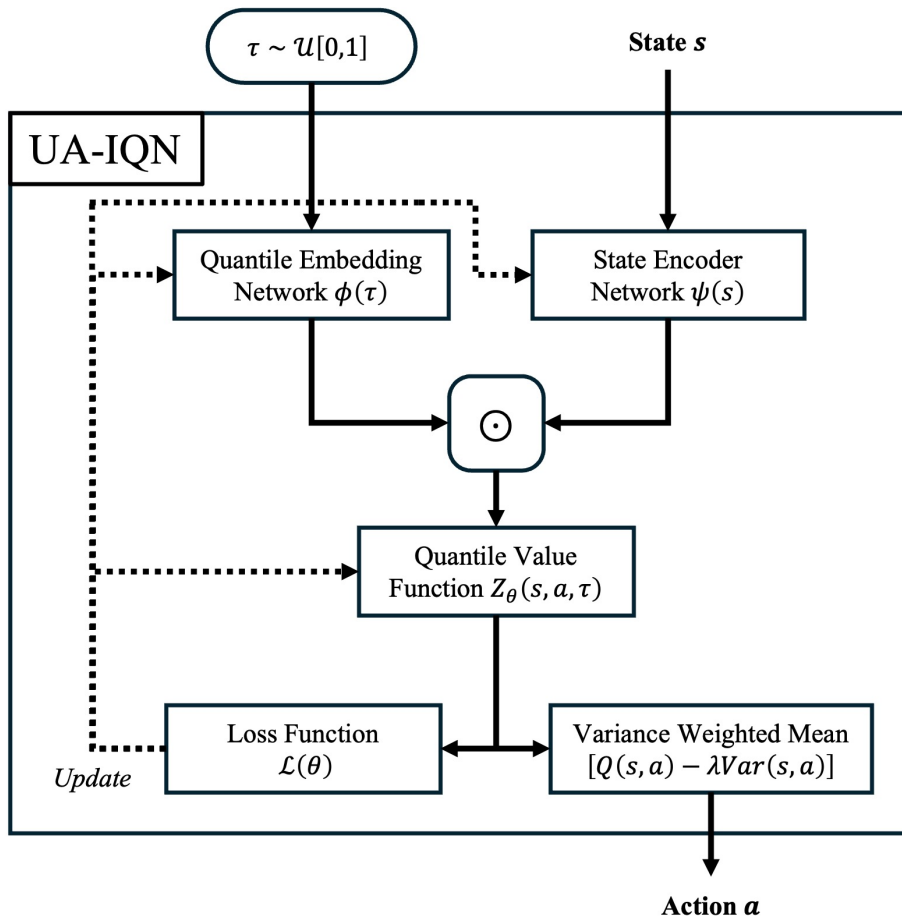 τ ~ 𝒰[0,1]
State s
UA-IQN
Quantile Embedding
Network ϕ(τ)
State Encoder
Network ψ(s)
⊙
Quantile Value
Function Z_θ(s, a, τ)
Loss Function
ℒ(θ)
Variance Weighted Mean
[Q(s, a) − λVar(s, a)]
Update
Action a